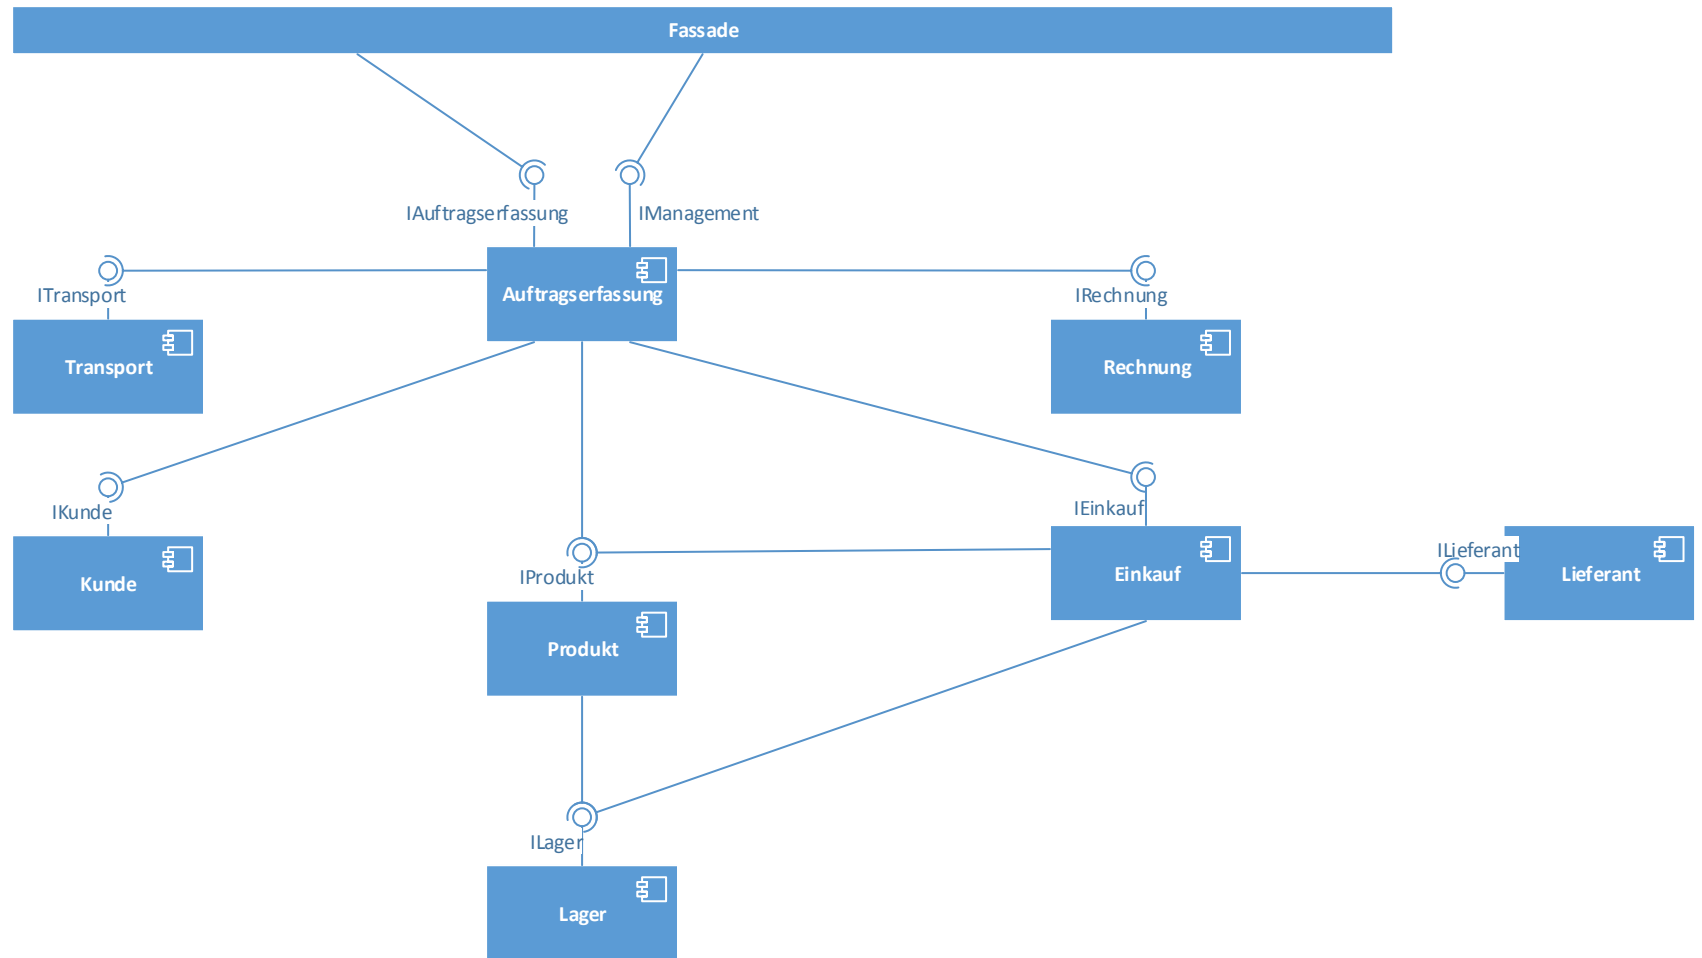 Fassade
IAuftragserfassung
IManagement
Auftragserfassung
ITransport
IRechnung
Transport
Rechnung
IKunde
IEinkauf
Kunde
IProdukt
Einkauf
ILieferant
Lieferant
Produkt
ILager
Lager